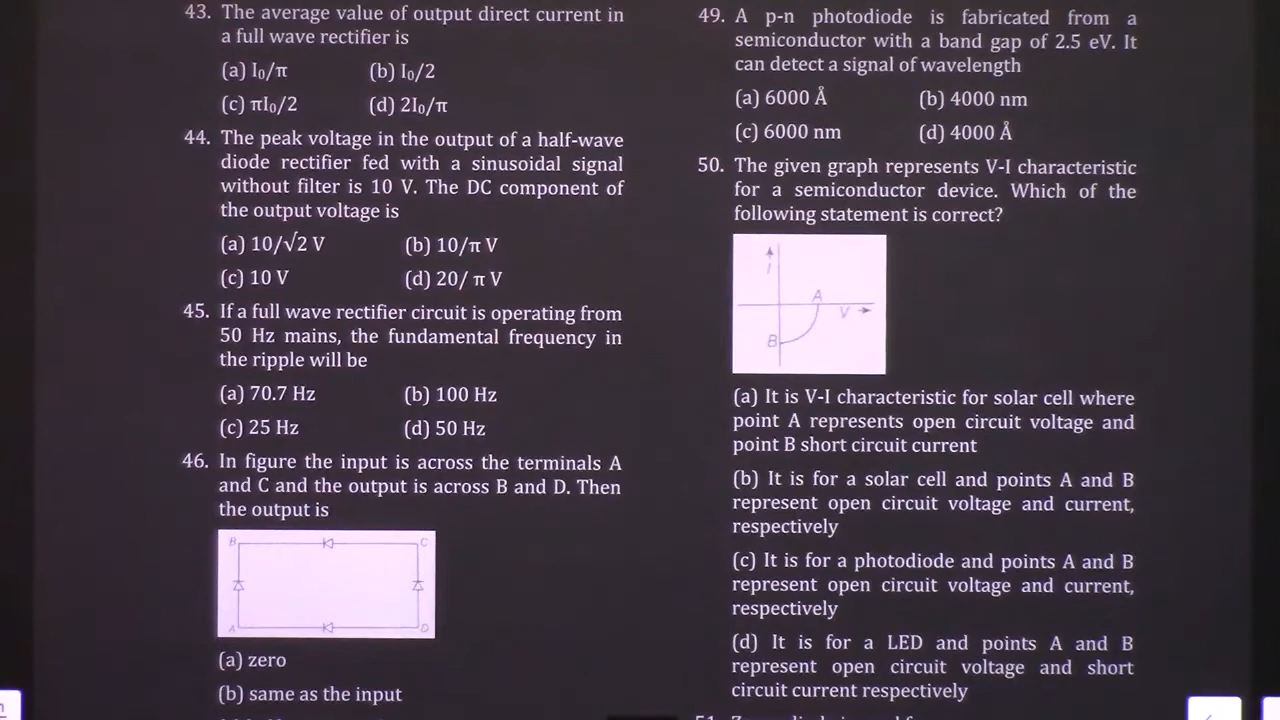 43. The average value of output direct current in
a full wave rectifier is
(a) I₀/π (b) I₀/2
(c) πI₀/2 (d) 2I₀/π
44. The peak voltage in the output of a half-wave
diode rectifier fed with a sinusoidal signal
without filter is 10 V. The DC component of
the output voltage is
(a) 10/√2 V (b) 10/π V
(c) 10 V (d) 20/ π V
45. If a full wave rectifier circuit is operating from
50 Hz mains, the fundamental frequency in
the ripple will be
(a) 70.7 Hz (b) 100 Hz
(c) 25 Hz (d) 50 Hz
46. In figure the input is across the terminals A
and C and the output is across B and D. Then
the output is
B C
A D
(a) zero
(b) same as the input
49. A p-n photodiode is fabricated from a
semiconductor with a band gap of 2.5 eV. It
can detect a signal of wavelength
(a) 6000 Å (b) 4000 nm
(c) 6000 nm (d) 4000 Å
50. The given graph represents V-I characteristic
for a semiconductor device. Which of the
following statement is correct?
I
A
V
B
(a) It is V-I characteristic for solar cell where
point A represents open circuit voltage and
point B short circuit current
(b) It is for a solar cell and points A and B
represent open circuit voltage and current,
respectively
(c) It is for a photodiode and points A and B
represent open circuit voltage and current,
respectively
(d) It is for a LED and points A and B
represent open circuit voltage and short
circuit current respectively